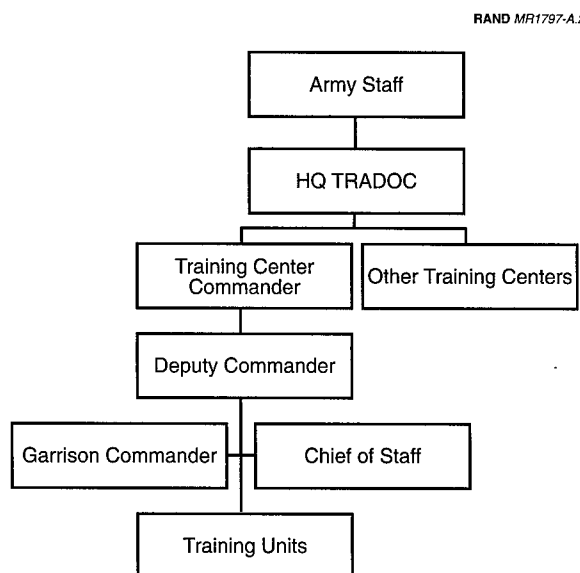 RAND MR1797-A.
Army Staff
HQ TRADOC
Training Center
Commander
Other Training Centers
Deputy Commander
Garrison Commander
Chief of Staff
Training Units